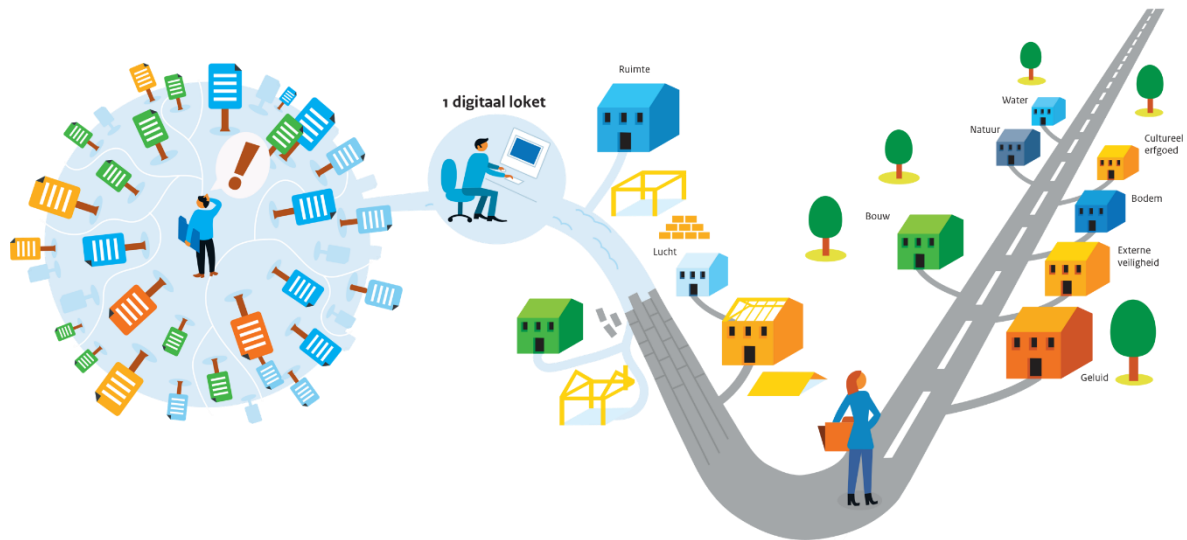 1 digitaal loket
Ruimte
Lucht
Bouw
Water
Natuur
Cultureel
erfgoed
Bodem
Externe
veiligheid
Geluid